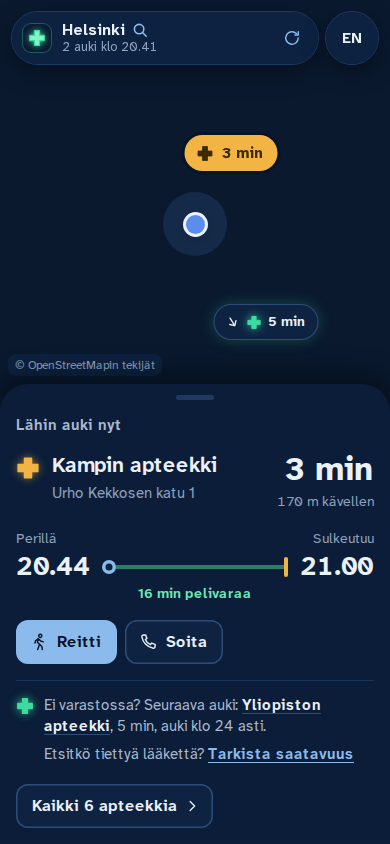 Helsinki
2 auki klo 20.41
EN
3 min
5 min
© OpenStreetMapin tekijät
Lähin auki nyt
Kampin apteekki
3 min
Urho Kekkosen katu 1
170 m kävellen
Perillä
Sulkeutuu
20.44
21.00
16 min pelivaraa
Reitti
Soita
Ei varastossa? Seuraava auki: Yliopiston
apteekki, 5 min, auki klo 24 asti.
Etsitkö tiettyä lääkettä? Tarkista saatavuus
Kaikki 6 apteekkia